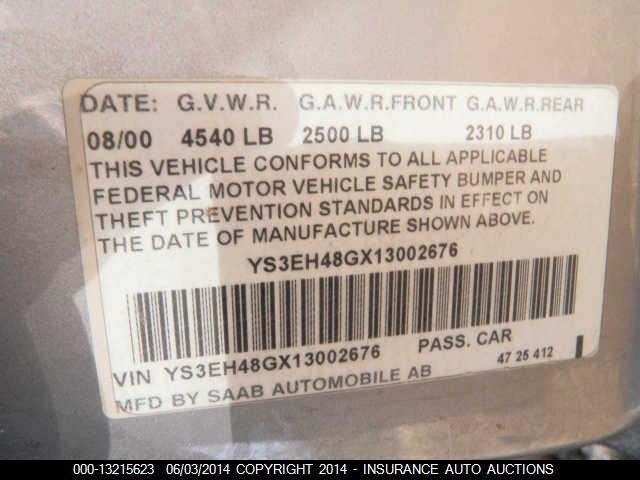 DATE: G.V.W.R. G.A.W.R.FRONT G.A.W.R.REAR
08/00 4540 LB 2500 LB 2310 LB
THIS VEHICLE CONFORMS TO ALL APPLICABLE
FEDERAL MOTOR VEHICLE SAFETY BUMPER AND
THEFT PREVENTION STANDARDS IN EFFECT ON
THE DATE OF MANUFACTURE SHOWN ABOVE.
YS3EH48GX13002676
VIN YS3EH48GX13002676 PASS. CAR
MFD BY SAAB AUTOMOBILE AB 47 25 412
000-13215623 06/03/2014 COPYRIGHT 2014 - INSURANCE AUTO AUCTIONS